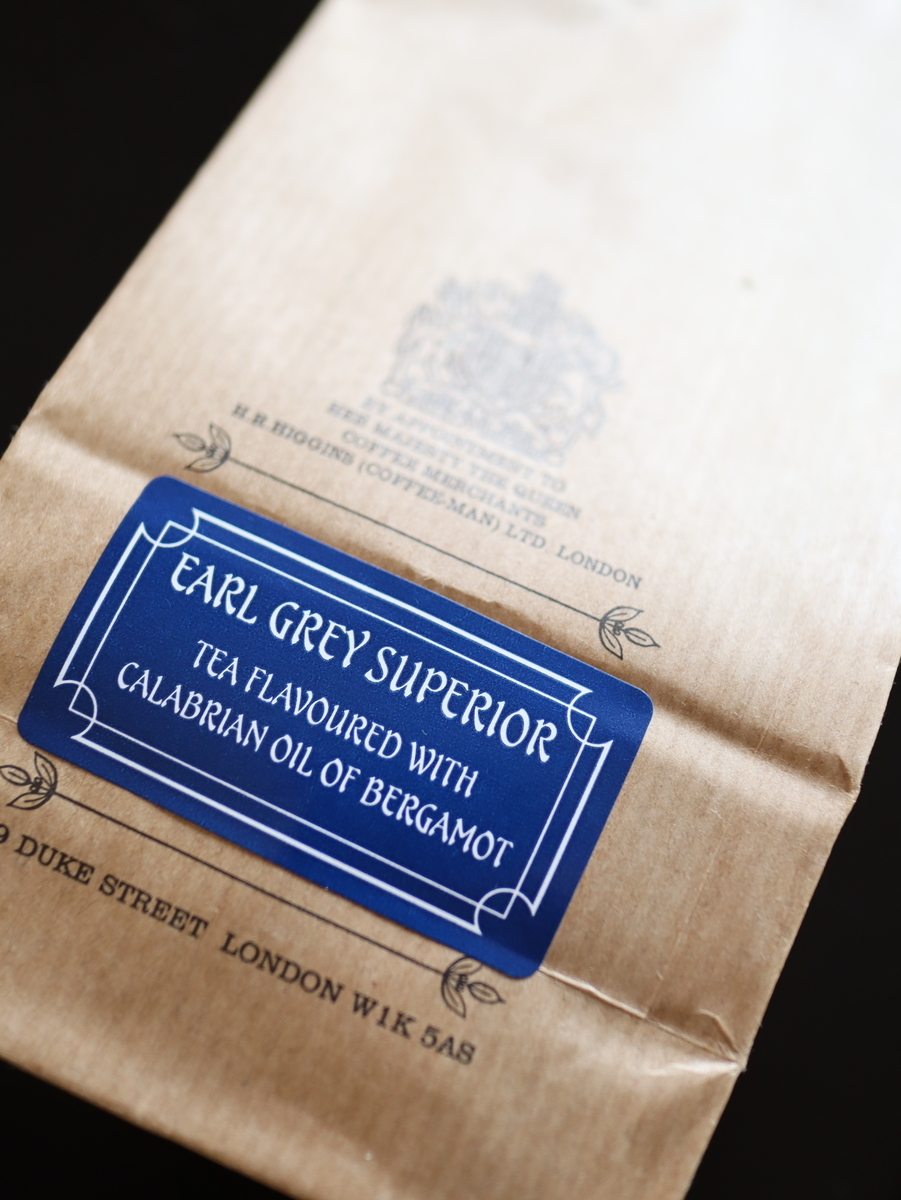 BY APPOINTMENT TO
HER MAJESTY THE QUEEN
COFFEE MERCHANTS
H.R.HIGGINS (COFFEE-MAN) LTD. LONDON
EARL GREY SUPERIOR
TEA FLAVOURED WITH
CALABRIAN OIL OF BERGAMOT
9 DUKE STREET LONDON W1K 5AS